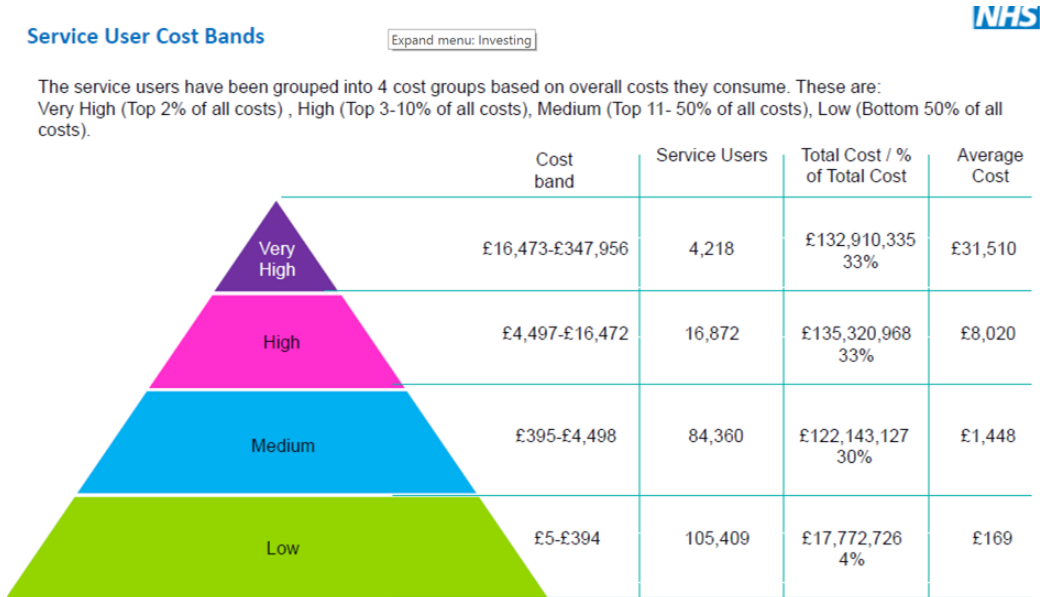 NHS
Service User Cost Bands
Expand menu: Investing
The service users have been grouped into 4 cost groups based on overall costs they consume. These are:
Very High (Top 2% of all costs) , High (Top 3-10% of all costs), Medium (Top 11- 50% of all costs), Low (Bottom 50% of all
costs).
Cost
band
Service Users
Total Cost / %
of Total Cost
Average
Cost
Very
High
£16,473-£347,956
4,218
£132,910,335
33%
£31,510
High
£4,497-£16,472
16,872
£135,320,968
33%
£8,020
Medium
£395-£4,498
84,360
£122,143,127
30%
£1,448
Low
£5-£394
105,409
£17,772,726
4%
£169